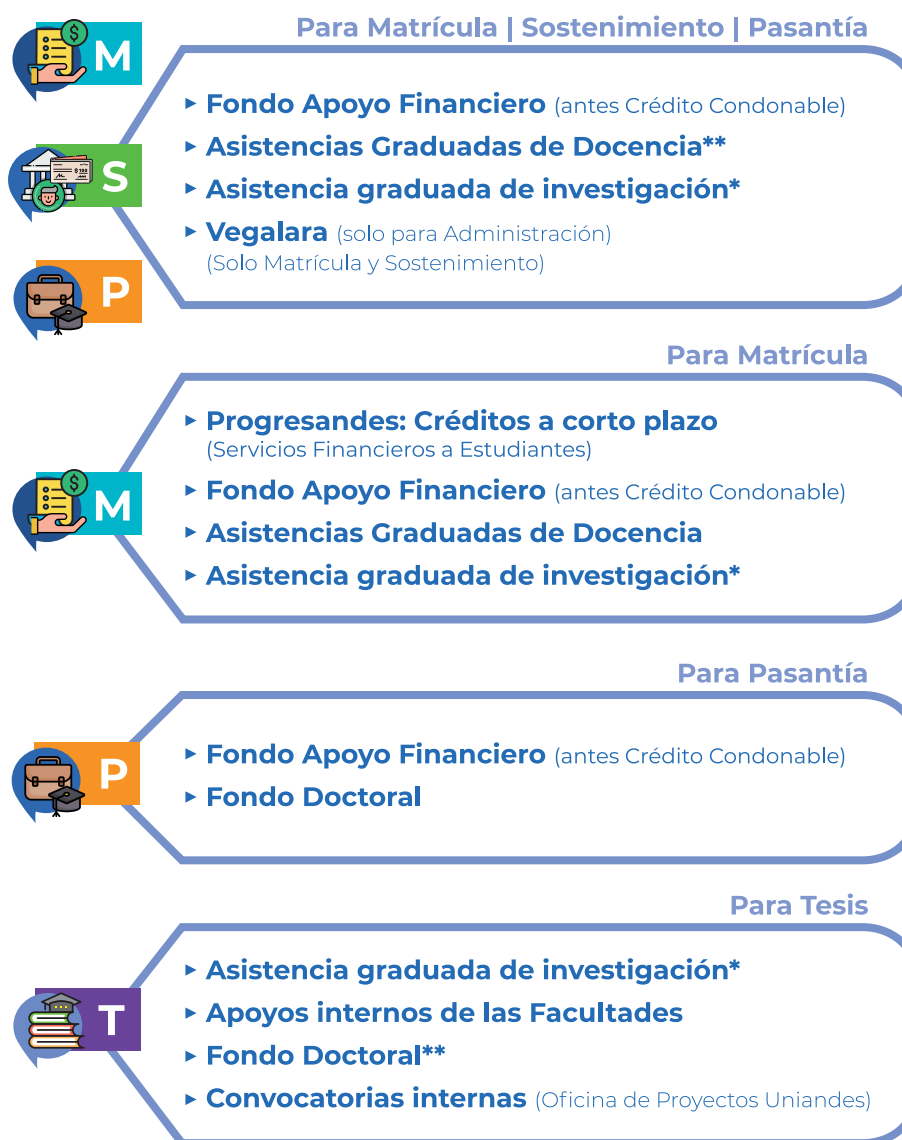 Para Matrícula | Sostenimiento | Pasantía
M
▸ Fondo Apoyo Financiero (antes Crédito Condonable)
▸ Asistencias Graduadas de Docencia**
S
▸ Asistencia graduada de investigación*
▸ Vegalara (solo para Administración)
(Solo Matrícula y Sostenimiento)
P
Para Matrícula
▸ Progresandes: Créditos a corto plazo
(Servicios Financieros a Estudiantes)
M
▸ Fondo Apoyo Financiero (antes Crédito Condonable)
▸ Asistencias Graduadas de Docencia
▸ Asistencia graduada de investigación*
Para Pasantía
P
▸ Fondo Apoyo Financiero (antes Crédito Condonable)
▸ Fondo Doctoral
Para Tesis
▸ Asistencia graduada de investigación*
T
▸ Apoyos internos de las Facultades
▸ Fondo Doctoral**
▸ Convocatorias internas (Oficina de Proyectos Uniandes)